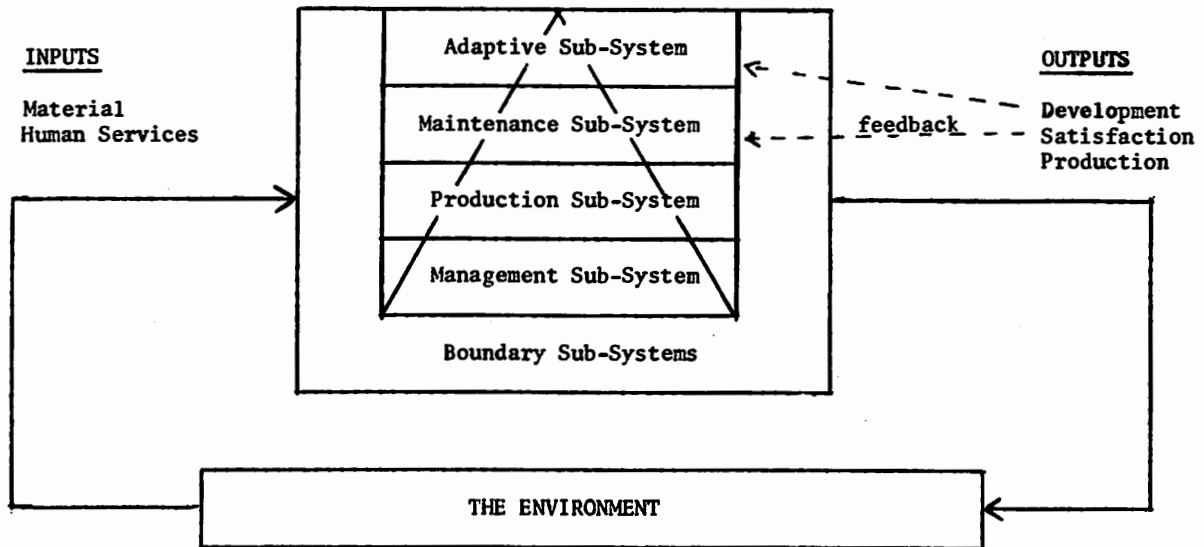 INPUTS
Material
Human Services
Adaptive Sub-System
Maintenance Sub-System
Production Sub-System
Management Sub-System
Boundary Sub-Systems
feedback
OUTPUTS
Development
Satisfaction
Production
THE ENVIRONMENT